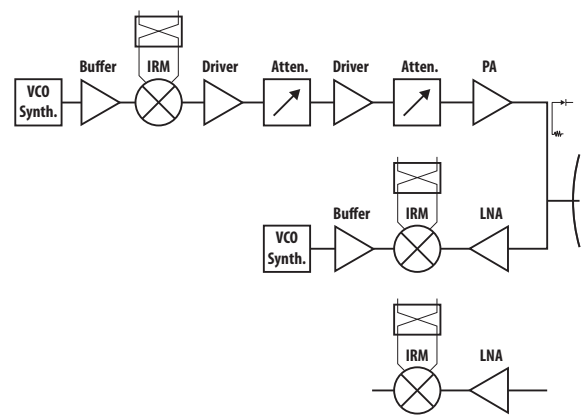 Buffer IRM Driver Atten. Driver Atten. PA
VCO
Synth.
Buffer IRM LNA
VCO
Synth.
IRM LNA